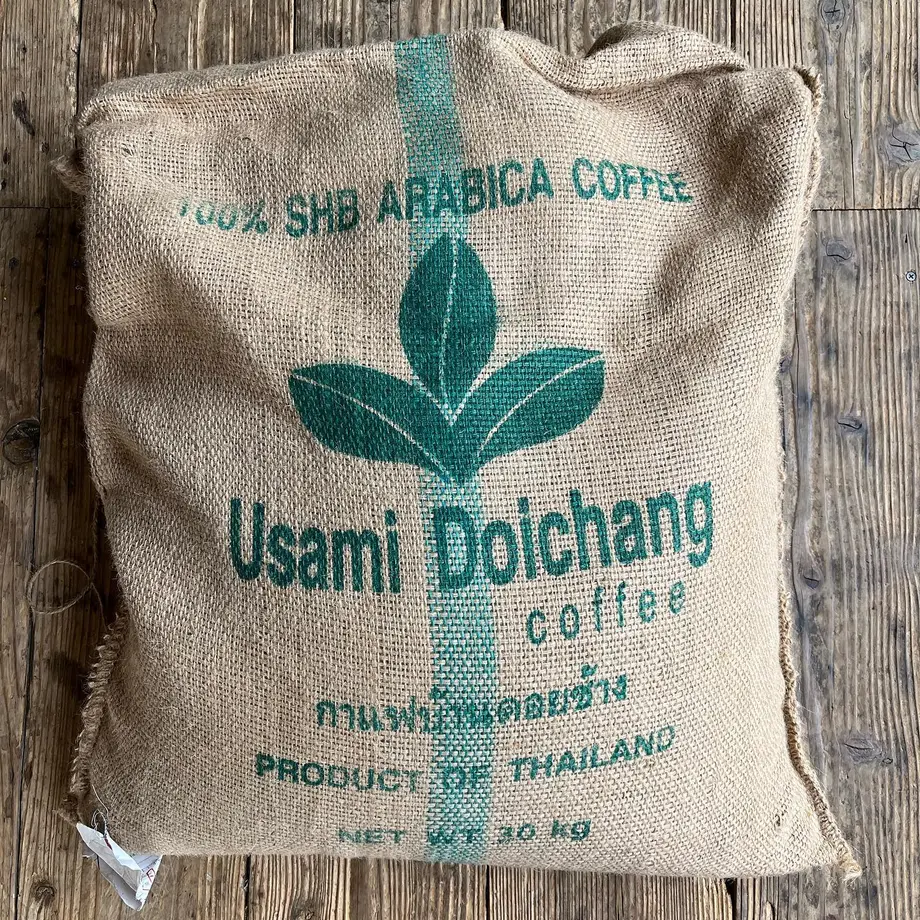 100% SHB ARABICA COFFEE
Usami Doichang
coffee
กาแฟบ้านดอยช้าง
PRODUCT OF THAILAND
NET WT 30 kg